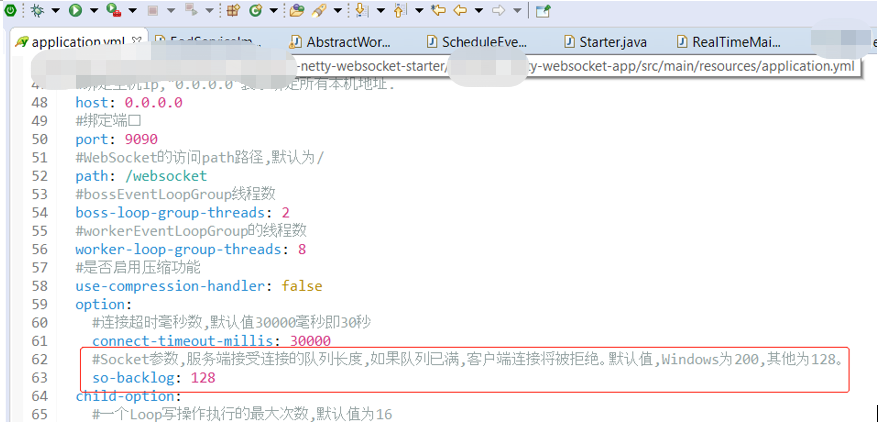 application.yml
EndServiceIm...
AbstractWor...
ScheduleEve...
Starter.java
RealTimeMai...
-netty-websocket-starter/
y-websocket-app/src/main/resources/application.yml
48 host: 0.0.0.0
49 #绑定端口
50 port: 9090
51 #WebSocket的访问path路径,默认为/
52 path: /websocket
53 #bossEventLoopGroup线程数
54 boss-loop-group-threads: 2
55 #workerEventLoopGroup的线程数
56 worker-loop-group-threads: 8
57 #是否启用压缩功能
58 use-compression-handler: false
59 option:
60 #连接超时毫秒数,默认值30000毫秒即30秒
61 connect-timeout-millis: 30000
62 #Socket参数,服务端接受连接的队列长度,如果队列已满,客户端连接将被拒绝。默认值,Windows为200,其他为128。
63 so-backlog: 128
64 child-option:
65 #一个Loop写操作执行的最大次数,默认值为16